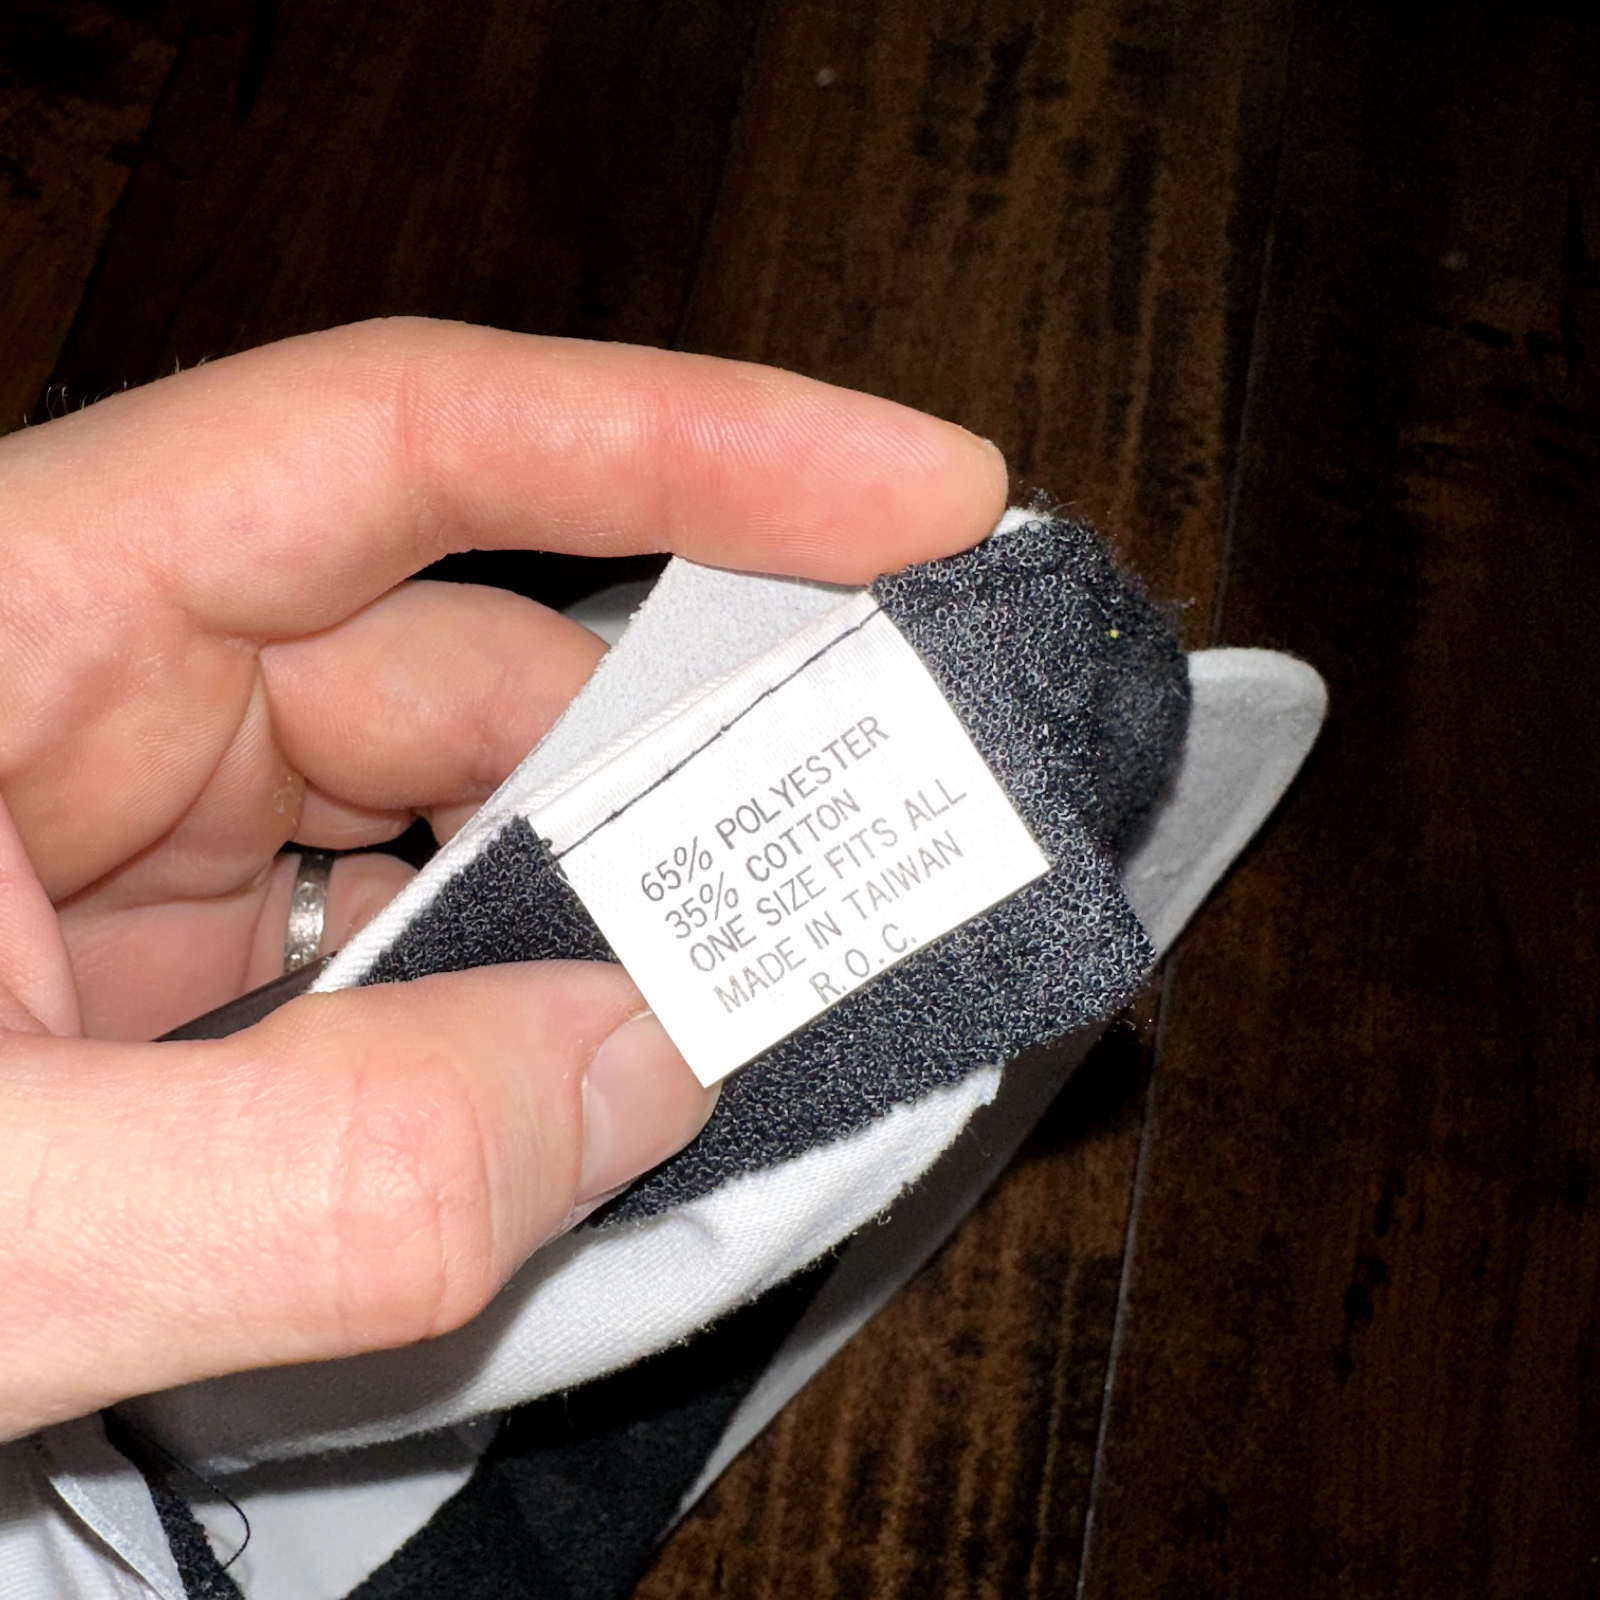 65% POLYESTER
35% COTTON
ONE SIZE FITS ALL
MADE IN TAIWAN
R.O.C.